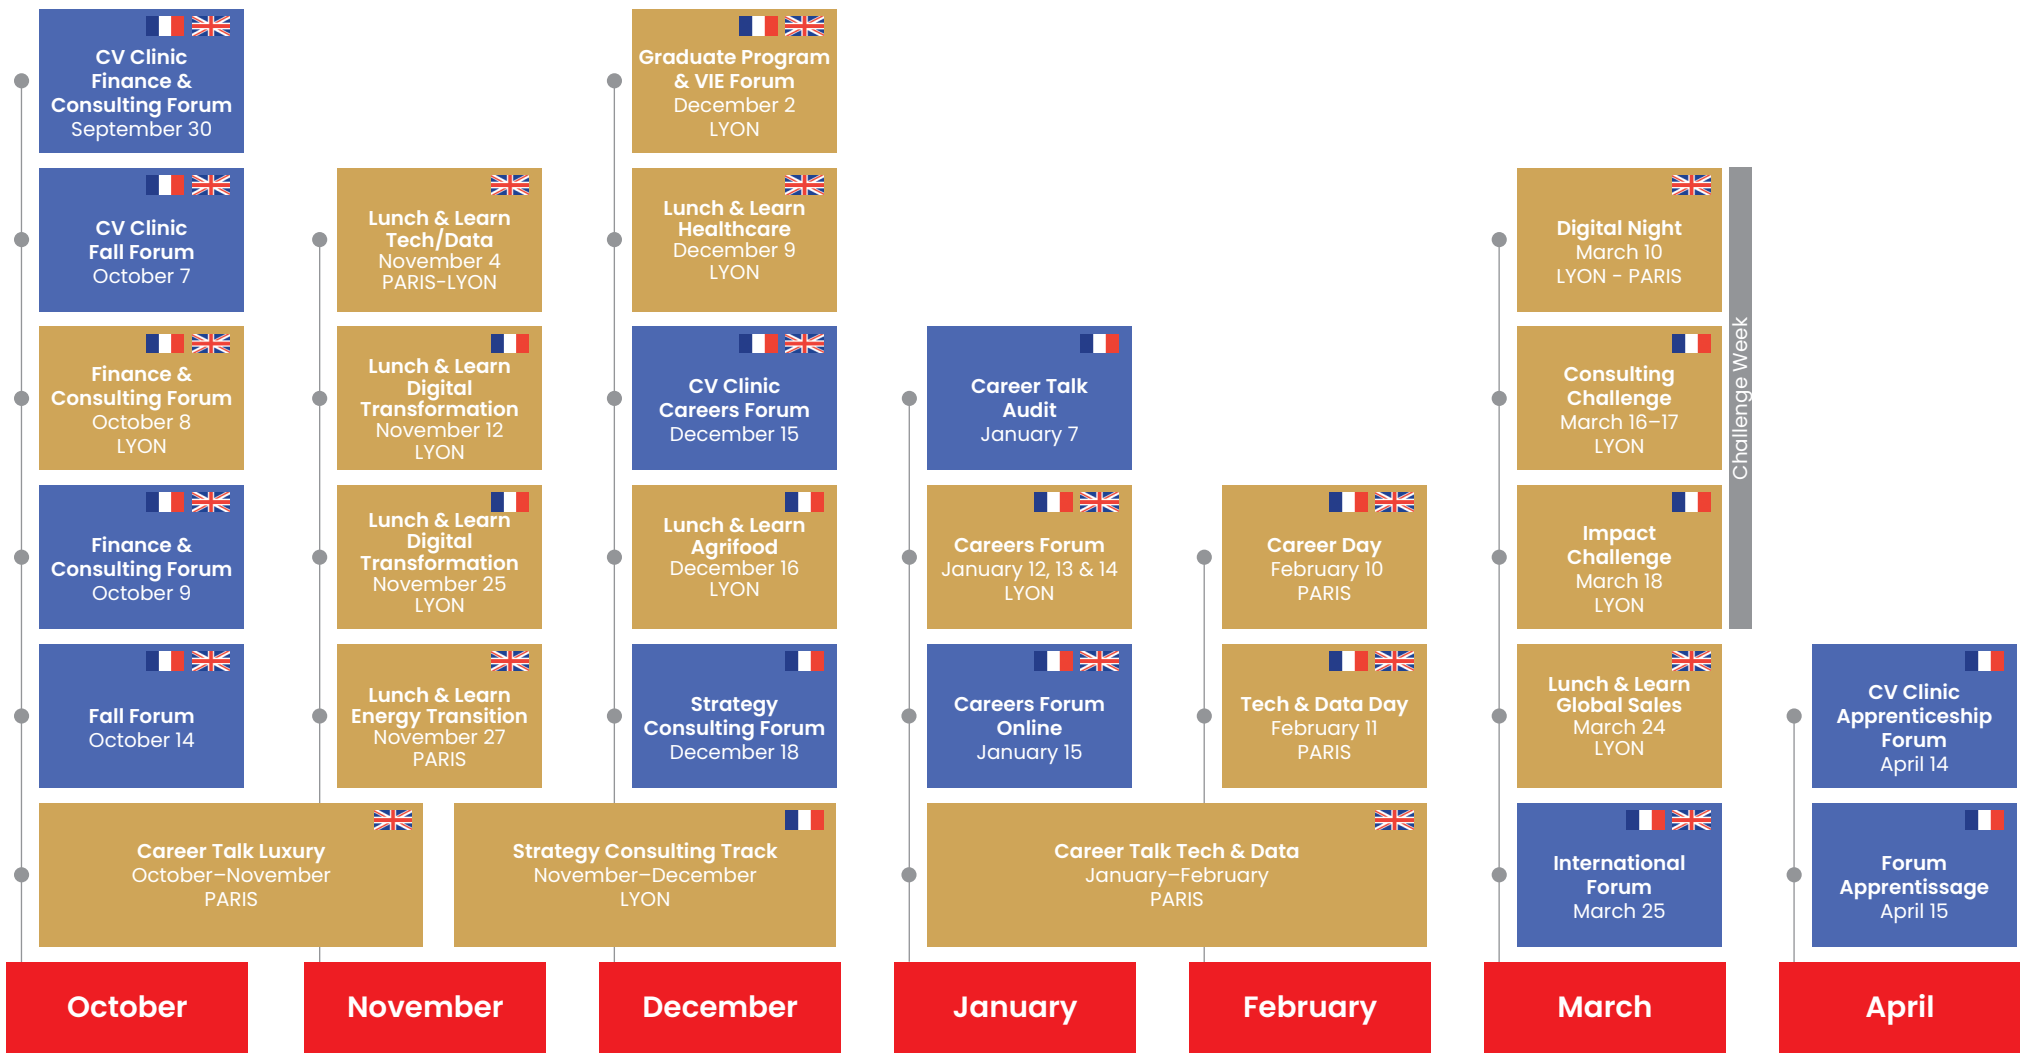 CV Clinic
Finance &
Consulting Forum
September 30
CV Clinic
Fall Forum
October 7
Finance &
Consulting Forum
October 8
LYON
Finance &
Consulting Forum
October 9
Fall Forum
October 14
Career Talk Luxury
October–November
PARIS
October
Lunch & Learn
Tech/Data
November 4
PARIS-LYON
Lunch & Learn
Digital
Transformation
November 12
LYON
Lunch & Learn
Digital
Transformation
November 25
LYON
Lunch & Learn
Energy Transition
November 27
PARIS
November
Graduate Program
& VIE Forum
December 2
LYON
Lunch & Learn
Healthcare
December 9
LYON
CV Clinic
Careers Forum
December 15
Lunch & Learn
Agrifood
December 16
LYON
Strategy
Consulting Forum
December 18
Strategy Consulting Track
November–December
LYON
December
Career Talk
Audit
January 7
Careers Forum
January 12, 13 & 14
LYON
Careers Forum
Online
January 15
Career Talk Tech & Data
January–February
PARIS
January
Career Day
February 10
PARIS
Tech & Data Day
February 11
PARIS
February
Digital Night
March 10
LYON - PARIS
Consulting
Challenge
March 16–17
LYON
Impact
Challenge
March 18
LYON
Challenge Week
Lunch & Learn
Global Sales
March 24
LYON
International
Forum
March 25
March
CV Clinic
Apprenticeship
Forum
April 14
Forum
Apprentissage
April 15
April